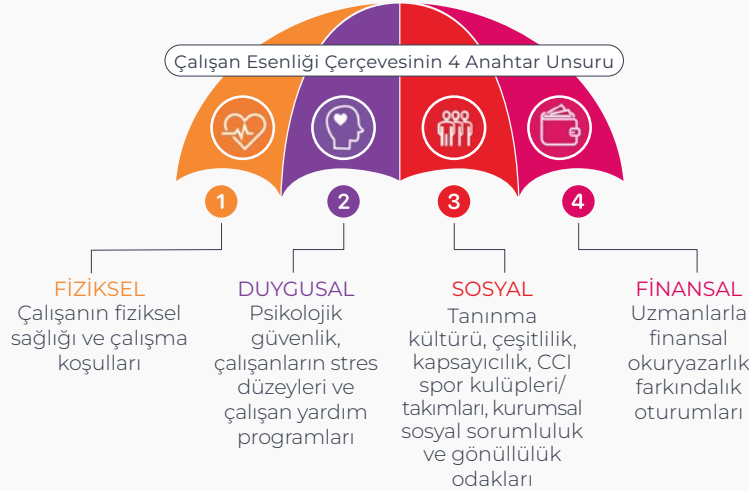 Çalışan Esenliği Çerçevesinin 4 Anahtar Unsuru
1
2
3
4
FİZİKSEL
Çalışanın fiziksel
sağlığı ve çalışma
koşulları
DUYGUSAL
Psikolojik
güvenlik,
çalışanların stres
düzeyleri ve
çalışan yardım
programları
SOSYAL
Tanınma
kültürü, çeşitlilik,
kapsayıcılık, CCI
spor kulüpleri/
takımları, kurumsal
sosyal sorumluluk
ve gönüllülük
odakları
FİNANSAL
Uzmanlarla
finansal
okuryazarlık
farkındalık
oturumları